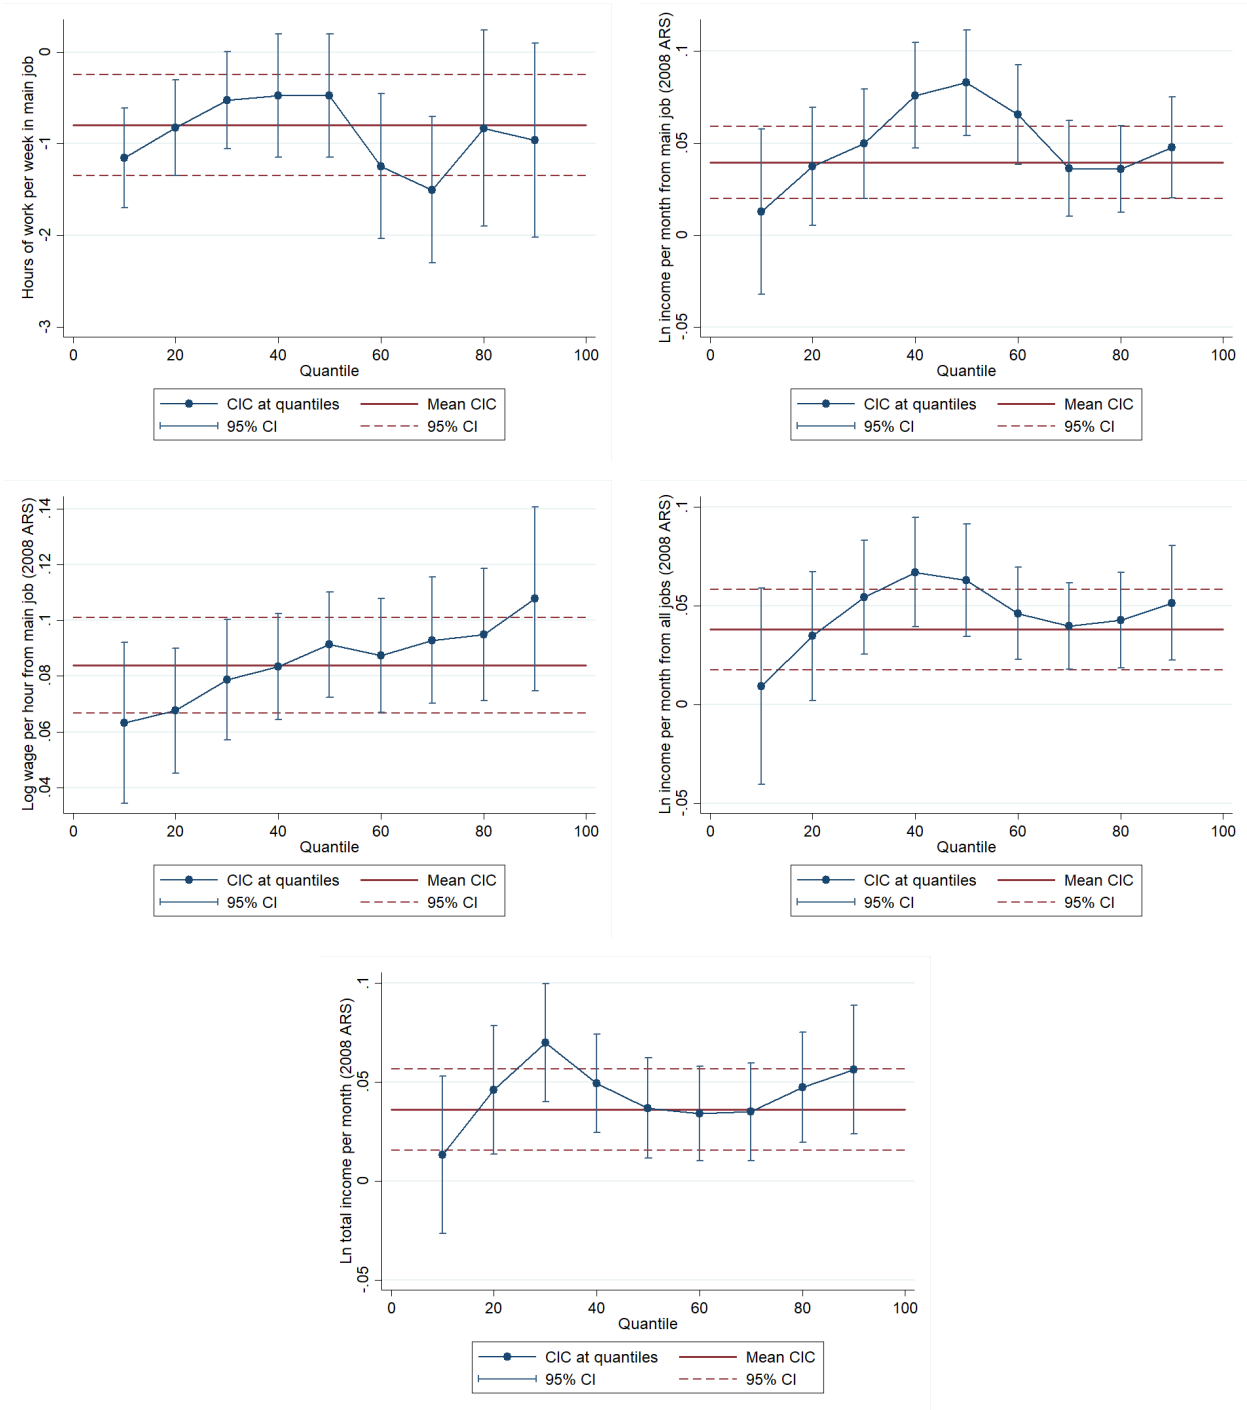 Hours of work per week in main job
0
-1
-2
-3
0 20 40 60 80 100
Quantile
CIC at quantiles Mean CIC
95% CI 95% CI
Ln income per month from main job (2008 ARS)
.1
.05
0
-.05
0 20 40 60 80 100
Quantile
CIC at quantiles Mean CIC
95% CI 95% CI
Log wage per hour from main job (2008 ARS)
.14
.12
.1
.08
.06
.04
0 20 40 60 80 100
Quantile
CIC at quantiles Mean CIC
95% CI 95% CI
Ln income per month from all jobs (2008 ARS)
.1
.05
0
-.05
0 20 40 60 80 100
Quantile
CIC at quantiles Mean CIC
95% CI 95% CI
Ln total income per month (2008 ARS)
.1
.05
0
-.05
0 20 40 60 80 100
Quantile
CIC at quantiles Mean CIC
95% CI 95% CI